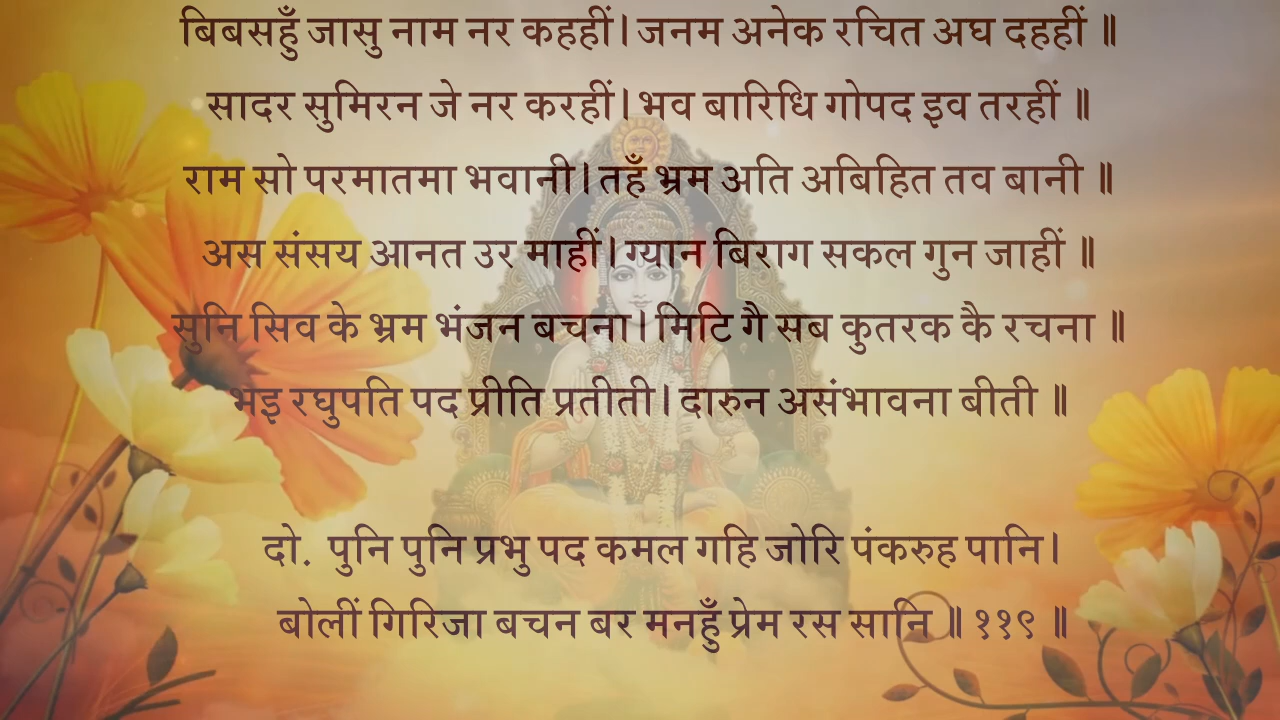 बिबसहुँ जासु नाम नर कहहीं। जनम अनेक रचित अघ दहहीं ॥
सादर सुमिरन जे नर करहीं। भव बारिधि गोपद इव तरहीं ॥
राम सो परमातमा भवानी। तहँ भ्रम अति अबिहित तव बानी ॥
अस संसय आनत उर माहीं। ग्यान बिराग सकल गुन जाहीं ॥
सुनि सिव के भ्रम भंजन बचना। मिटि गै सब कुतरक कै रचना ॥
भइ रघुपति पद प्रीति प्रतीती। दारुन असंभावना बीती ॥
दो. पुनि पुनि प्रभु पद कमल गहि जोरि पंकरुह पानि।
बोलीं गिरिजा बचन बर मनहुँ प्रेम रस सानि ॥ ११९ ॥